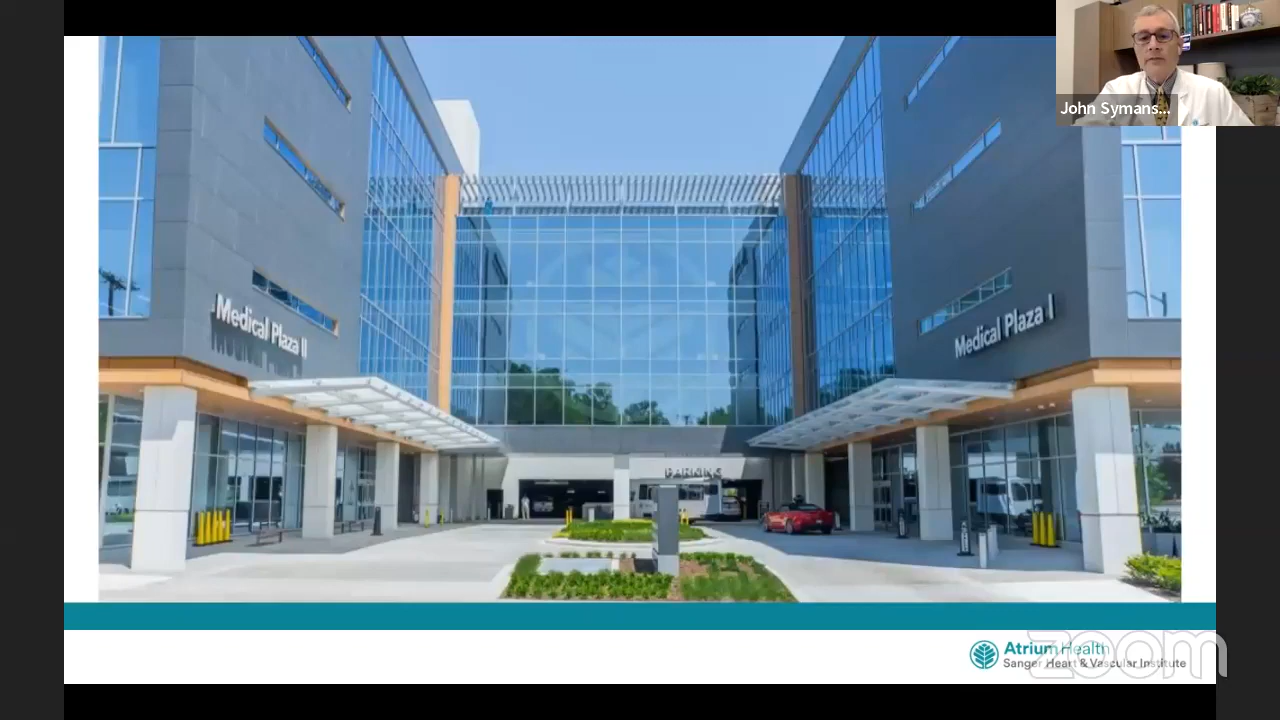 John Symans...
Medical Plaza II
Medical Plaza I
PARKING
Atrium Health
Sanger Heart & Vascular Institute
zoom